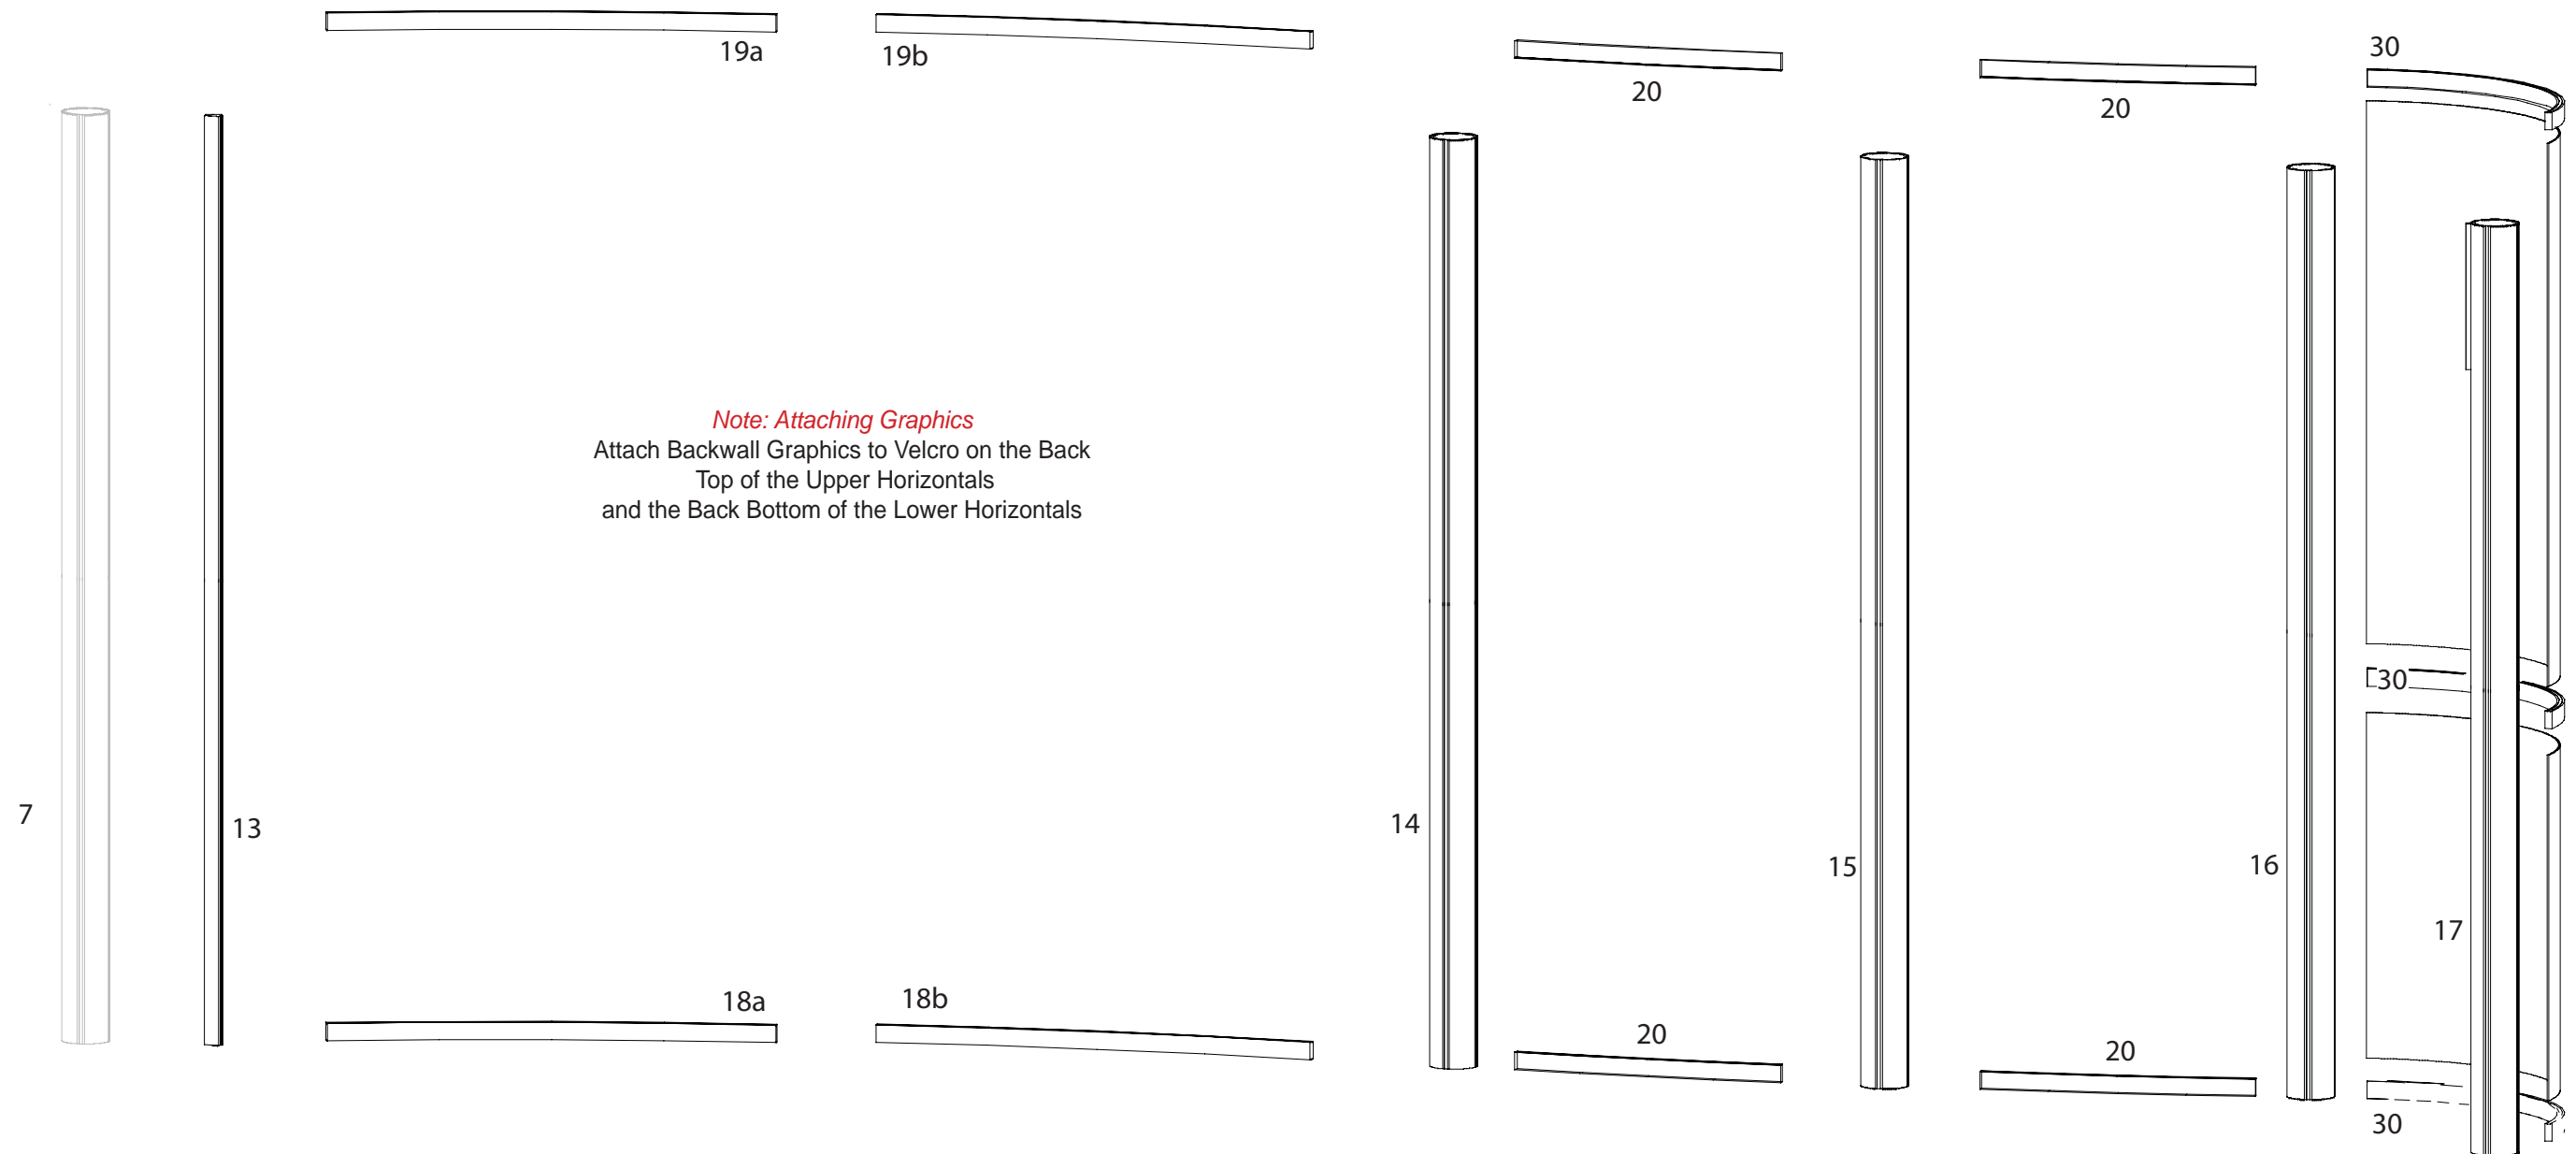 19a
19b
20
20
30
Note: Attaching Graphics
Attach Backwall Graphics to Velcro on the Back
Top of the Upper Horizontals
and the Back Bottom of the Lower Horizontals
30
7
13
14
15
16
17
18a
18b
20
20
30